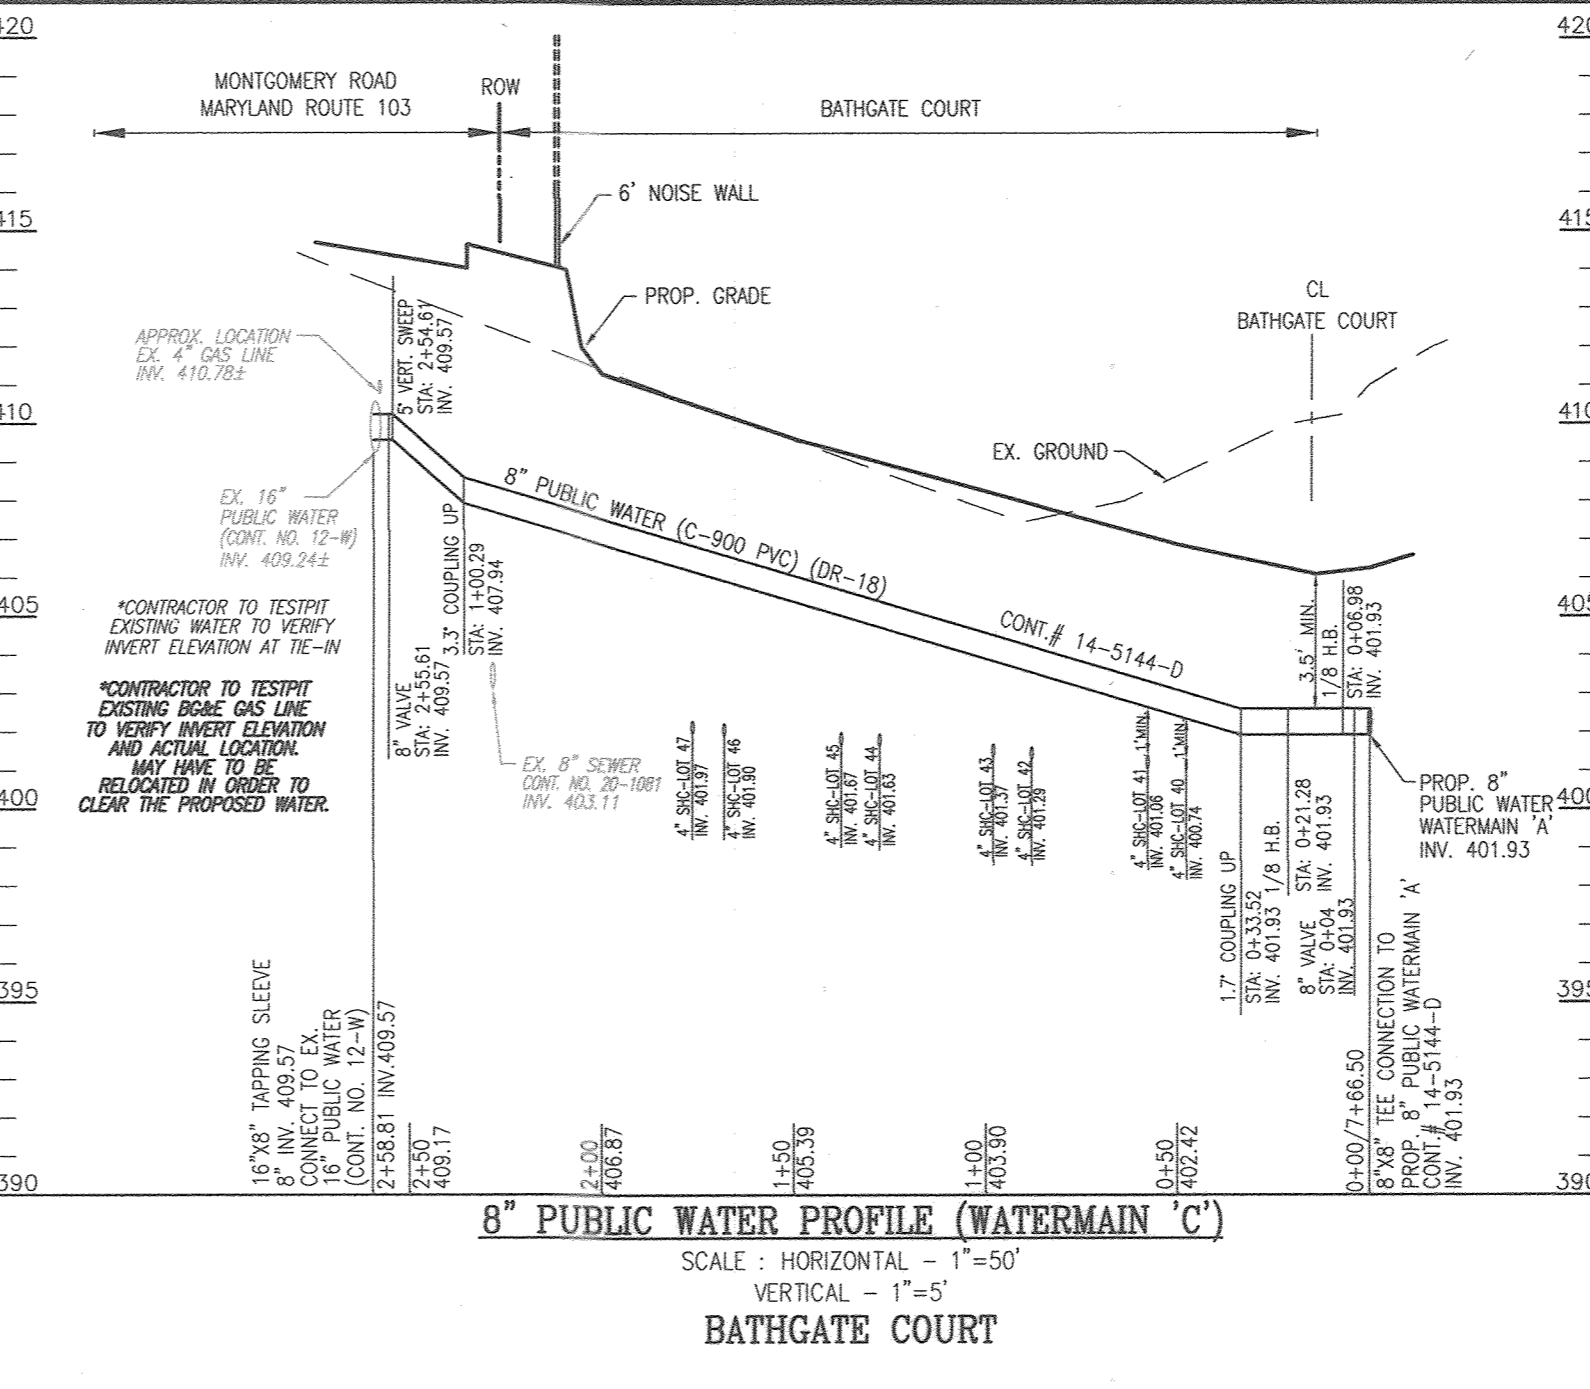 420
420
MONTGOMERY ROAD
MARYLAND ROUTE 103
ROW
BATHGATE COURT
6' NOISE WALL
415
415
PROP. GRADE
CL
BATHGATE COURT
APPROX. LOCATION
EX. 4" GAS LINE
INV. 410.78±
5° VERT. SWEEP
STA: 2+54.61
INV. 409.57
410
410
EX. GROUND
8" PUBLIC WATER (C-900 PVC) (DR-18)
CONT.# 14-5144-D
EX. 16"
PUBLIC WATER
(CONT. NO. 12-W)
INV. 409.24±
3.3° COUPLING UP
STA: 1+00.29
INV. 407.94
405
405
*CONTRACTOR TO TESTPIT
EXISTING WATER TO VERIFY
INVERT ELEVATION AT TIE-IN
*CONTRACTOR TO TESTPIT
EXISTING BG&E GAS LINE
TO VERIFY INVERT ELEVATION
AND ACTUAL LOCATION.
MAY HAVE TO BE
RELOCATED IN ORDER TO
CLEAR THE PROPOSED WATER.
8" VALVE
STA: 2+55.61
INV. 409.57
EX. 8" SEWER
CONT. NO. 20-1081
INV. 403.11
3.5' MIN.
1/8 H.B.
STA: 0+06.98
INV. 401.93
4" SHC-LOT 47
INV. 401.97
4" SHC-LOT 46
INV. 401.90
4" SHC-LOT 45
INV. 401.67
4" SHC-LOT 44
INV. 401.63
4" SHC-LOT 43
INV. 401.37
4" SHC-LOT 42
INV. 401.29
4" SHC-LOT 41
1'MIN.
INV. 401.06
4" SHC-LOT 40
1'MIN.
INV. 400.74
400
400
PROP. 8"
PUBLIC WATER
WATERMAIN 'A'
INV. 401.93
1.7° COUPLING UP
STA: 0+33.52
INV. 401.93
1/8 H.B.
STA: 0+21.28
INV. 401.93
8" VALVE
STA: 0+04
INV. 401.93
395
395
16"X8" TAPPING SLEEVE
8" INV. 409.57
CONNECT TO EX.
16" PUBLIC WATER
(CONT. NO. 12-W)
2+58.81 INV.409.57
2+50
409.17
2+00
406.87
1+50
405.39
1+00
403.90
0+50
402.42
0+00/7+66.50
8"X8" TEE CONNECTION TO
PROP. 8" PUBLIC WATERMAIN 'A'
CONT.# 14-5144-D
INV. 401.93
390
390
8" PUBLIC WATER PROFILE (WATERMAIN 'C')
SCALE : HORIZONTAL - 1"=50'
VERTICAL - 1"=5'
BATHGATE COURT